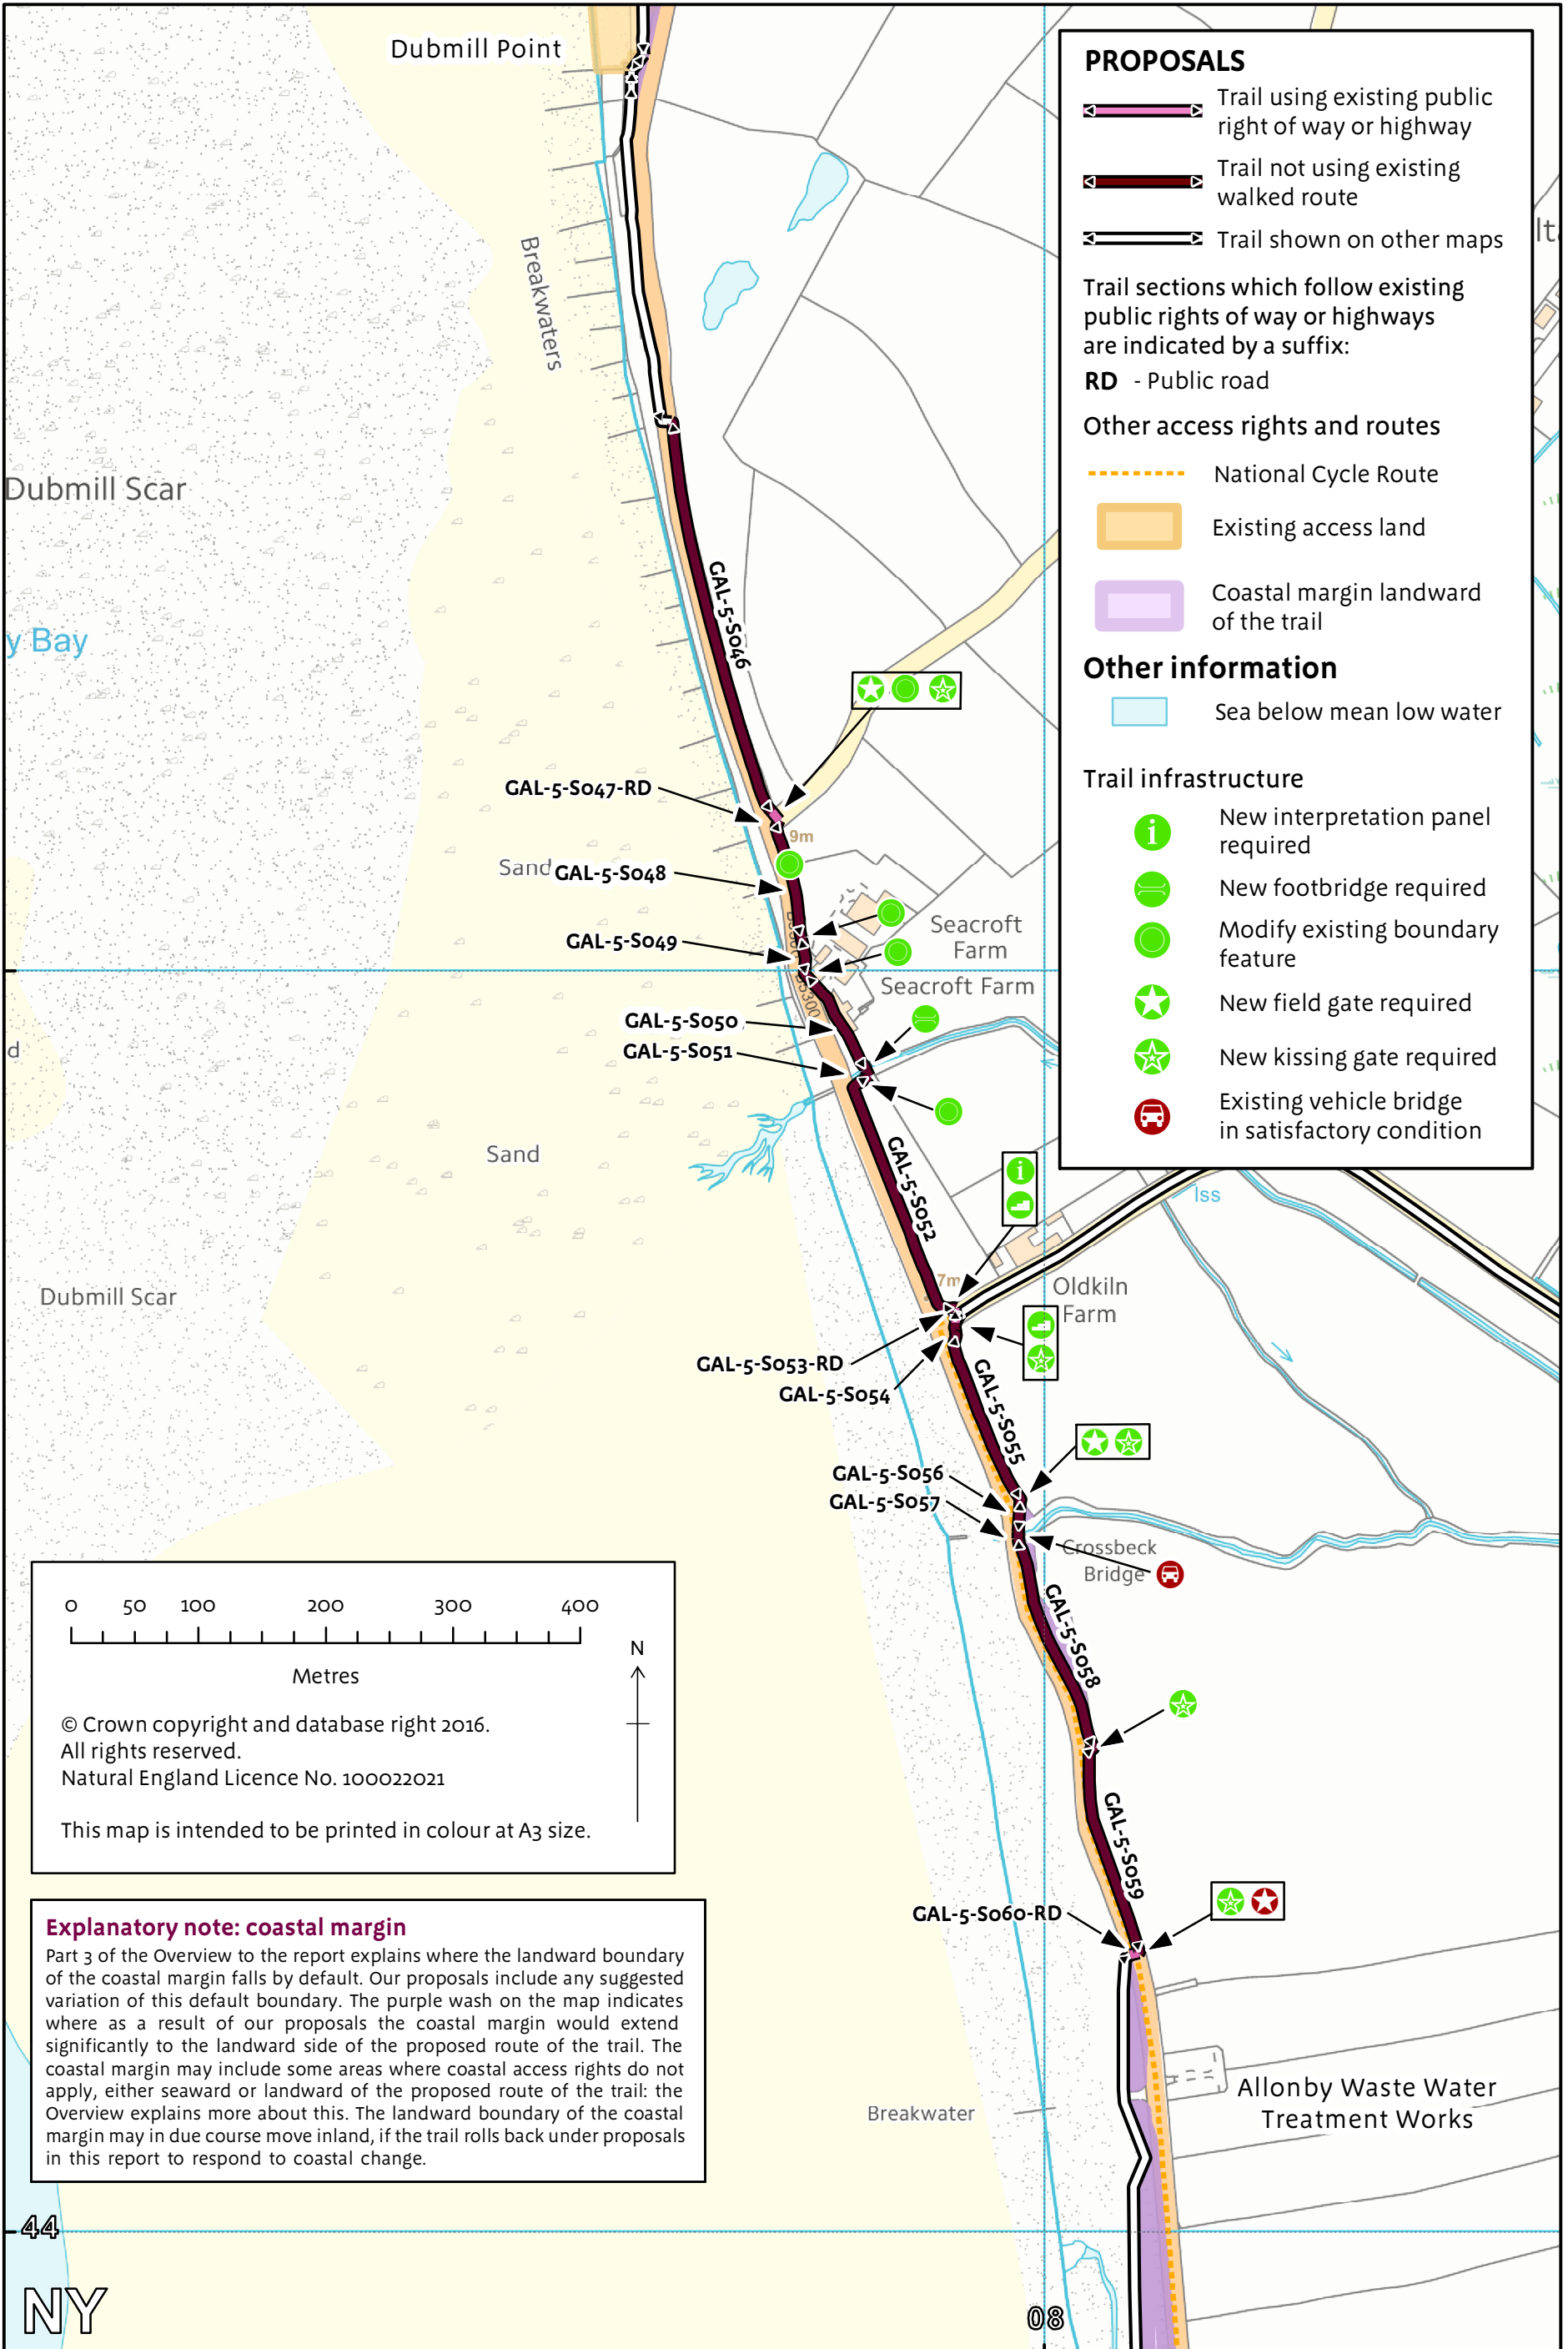 Dubmill Point
Breakwaters
Dubmill Scar
y Bay
GAL-5-S046
GAL-5-S047-RD
9m
Sand
GAL-5-S048
GAL-5-S049
Seacroft
Farm
B5300
Seacroft Farm
GAL-5-S050
GAL-5-S051
d
Sand
GAL-5-S052
Iss
7m
Dubmill Scar
Oldkiln
Farm
GAL-5-S053-RD
GAL-5-S054
GAL-5-S055
GAL-5-S056
GAL-5-S057
Crossbeck
Bridge
GAL-5-S058
GAL-5-S059
GAL-5-S060-RD
Allonby Waste Water
Treatment Works
Breakwater
44
NY
08
PROPOSALS
Trail using existing public
right of way or highway
Trail not using existing
walked route
Trail shown on other maps
Trail sections which follow existing
public rights of way or highways
are indicated by a suffix:
RD - Public road
Other access rights and routes
National Cycle Route
Existing access land
Coastal margin landward
of the trail
Other information
Sea below mean low water
Trail infrastructure
i New interpretation panel
required
New footbridge required
Modify existing boundary
feature
New field gate required
New kissing gate required
Existing vehicle bridge
in satisfactory condition
0 50 100 200 300 400
Metres
N
© Crown copyright and database right 2016.
All rights reserved.
Natural England Licence No. 100022021
This map is intended to be printed in colour at A3 size.
Explanatory note: coastal margin
Part 3 of the Overview to the report explains where the landward boundary
of the coastal margin falls by default. Our proposals include any suggested
variation of this default boundary. The purple wash on the map indicates
where as a result of our proposals the coastal margin would extend
significantly to the landward side of the proposed route of the trail. The
coastal margin may include some areas where coastal access rights do not
apply, either seaward or landward of the proposed route of the trail: the
Overview explains more about this. The landward boundary of the coastal
margin may in due course move inland, if the trail rolls back under proposals
in this report to respond to coastal change.